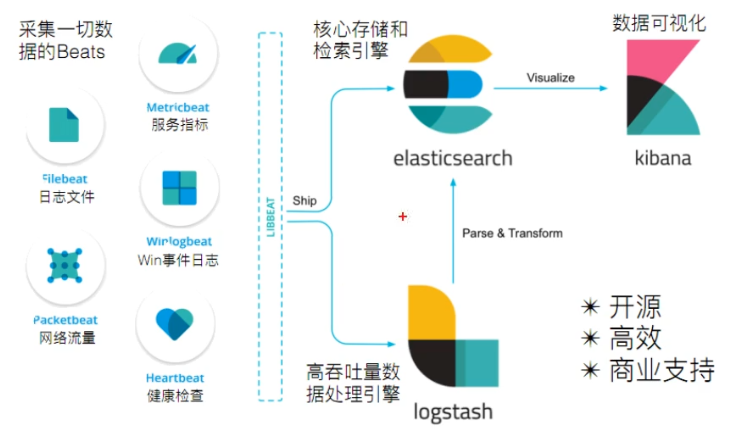 采集一切数
据的Beats
Metricbeat
服务指标
Filebeat
日志文件
Winlogbeat
Win事件日志
Packetbeat
网络流量
Heartbeat
健康检查
LIBBEAT
Ship
核心存储和
检索引擎
elasticsearch
Visualize
数据可视化
kibana
Parse & Transform
高吞吐量数
据处理引擎
logstash
✴ 开源
✴ 高效
✴ 商业支持